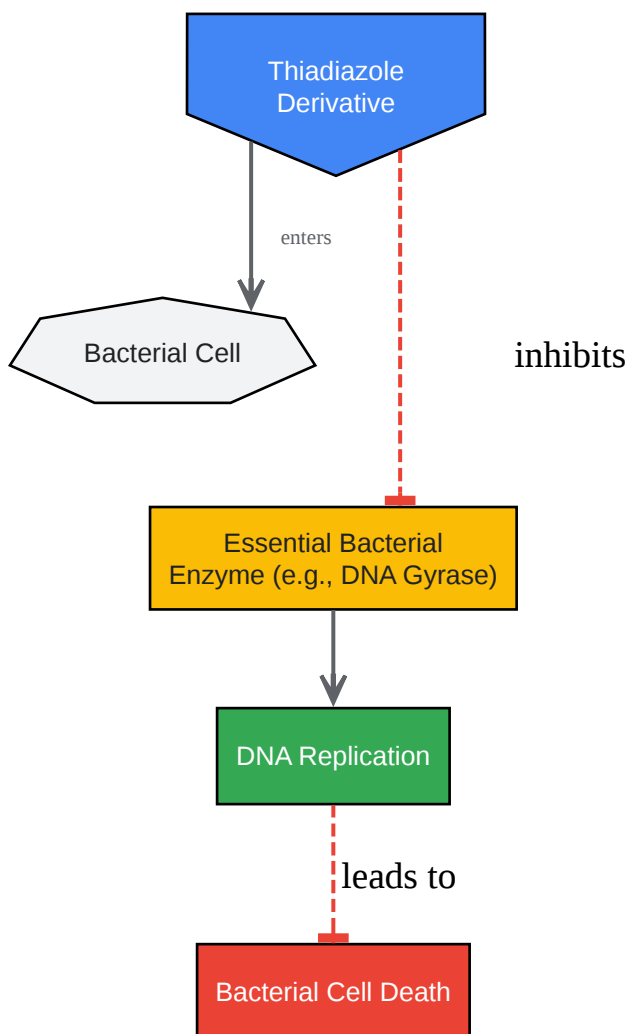 Thiadiazole
Derivative
enters
Bacterial Cell
inhibits
Essential Bacterial
Enzyme (e.g., DNA Gyrase)
DNA Replication
leads to
Bacterial Cell Death